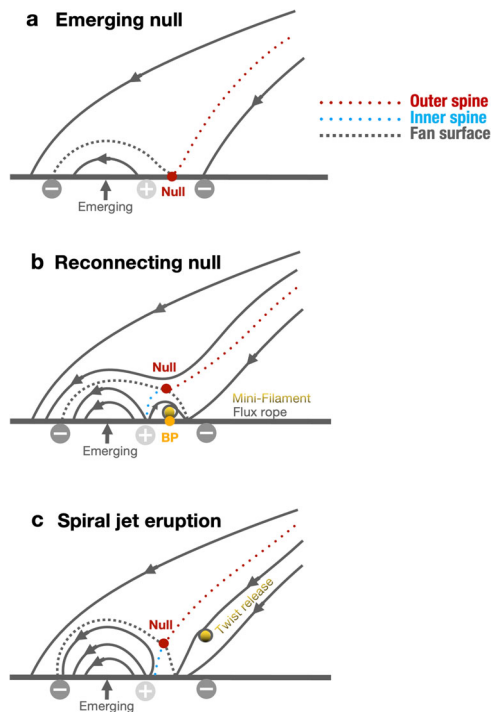 a Emerging null
Outer spine
Inner spine
Fan surface
− + Null −
Emerging
b Reconnecting null
Null
Mini-Filament
Flux rope
− + BP −
Emerging
c Spiral jet eruption
Twist release
Null
− + −
Emerging